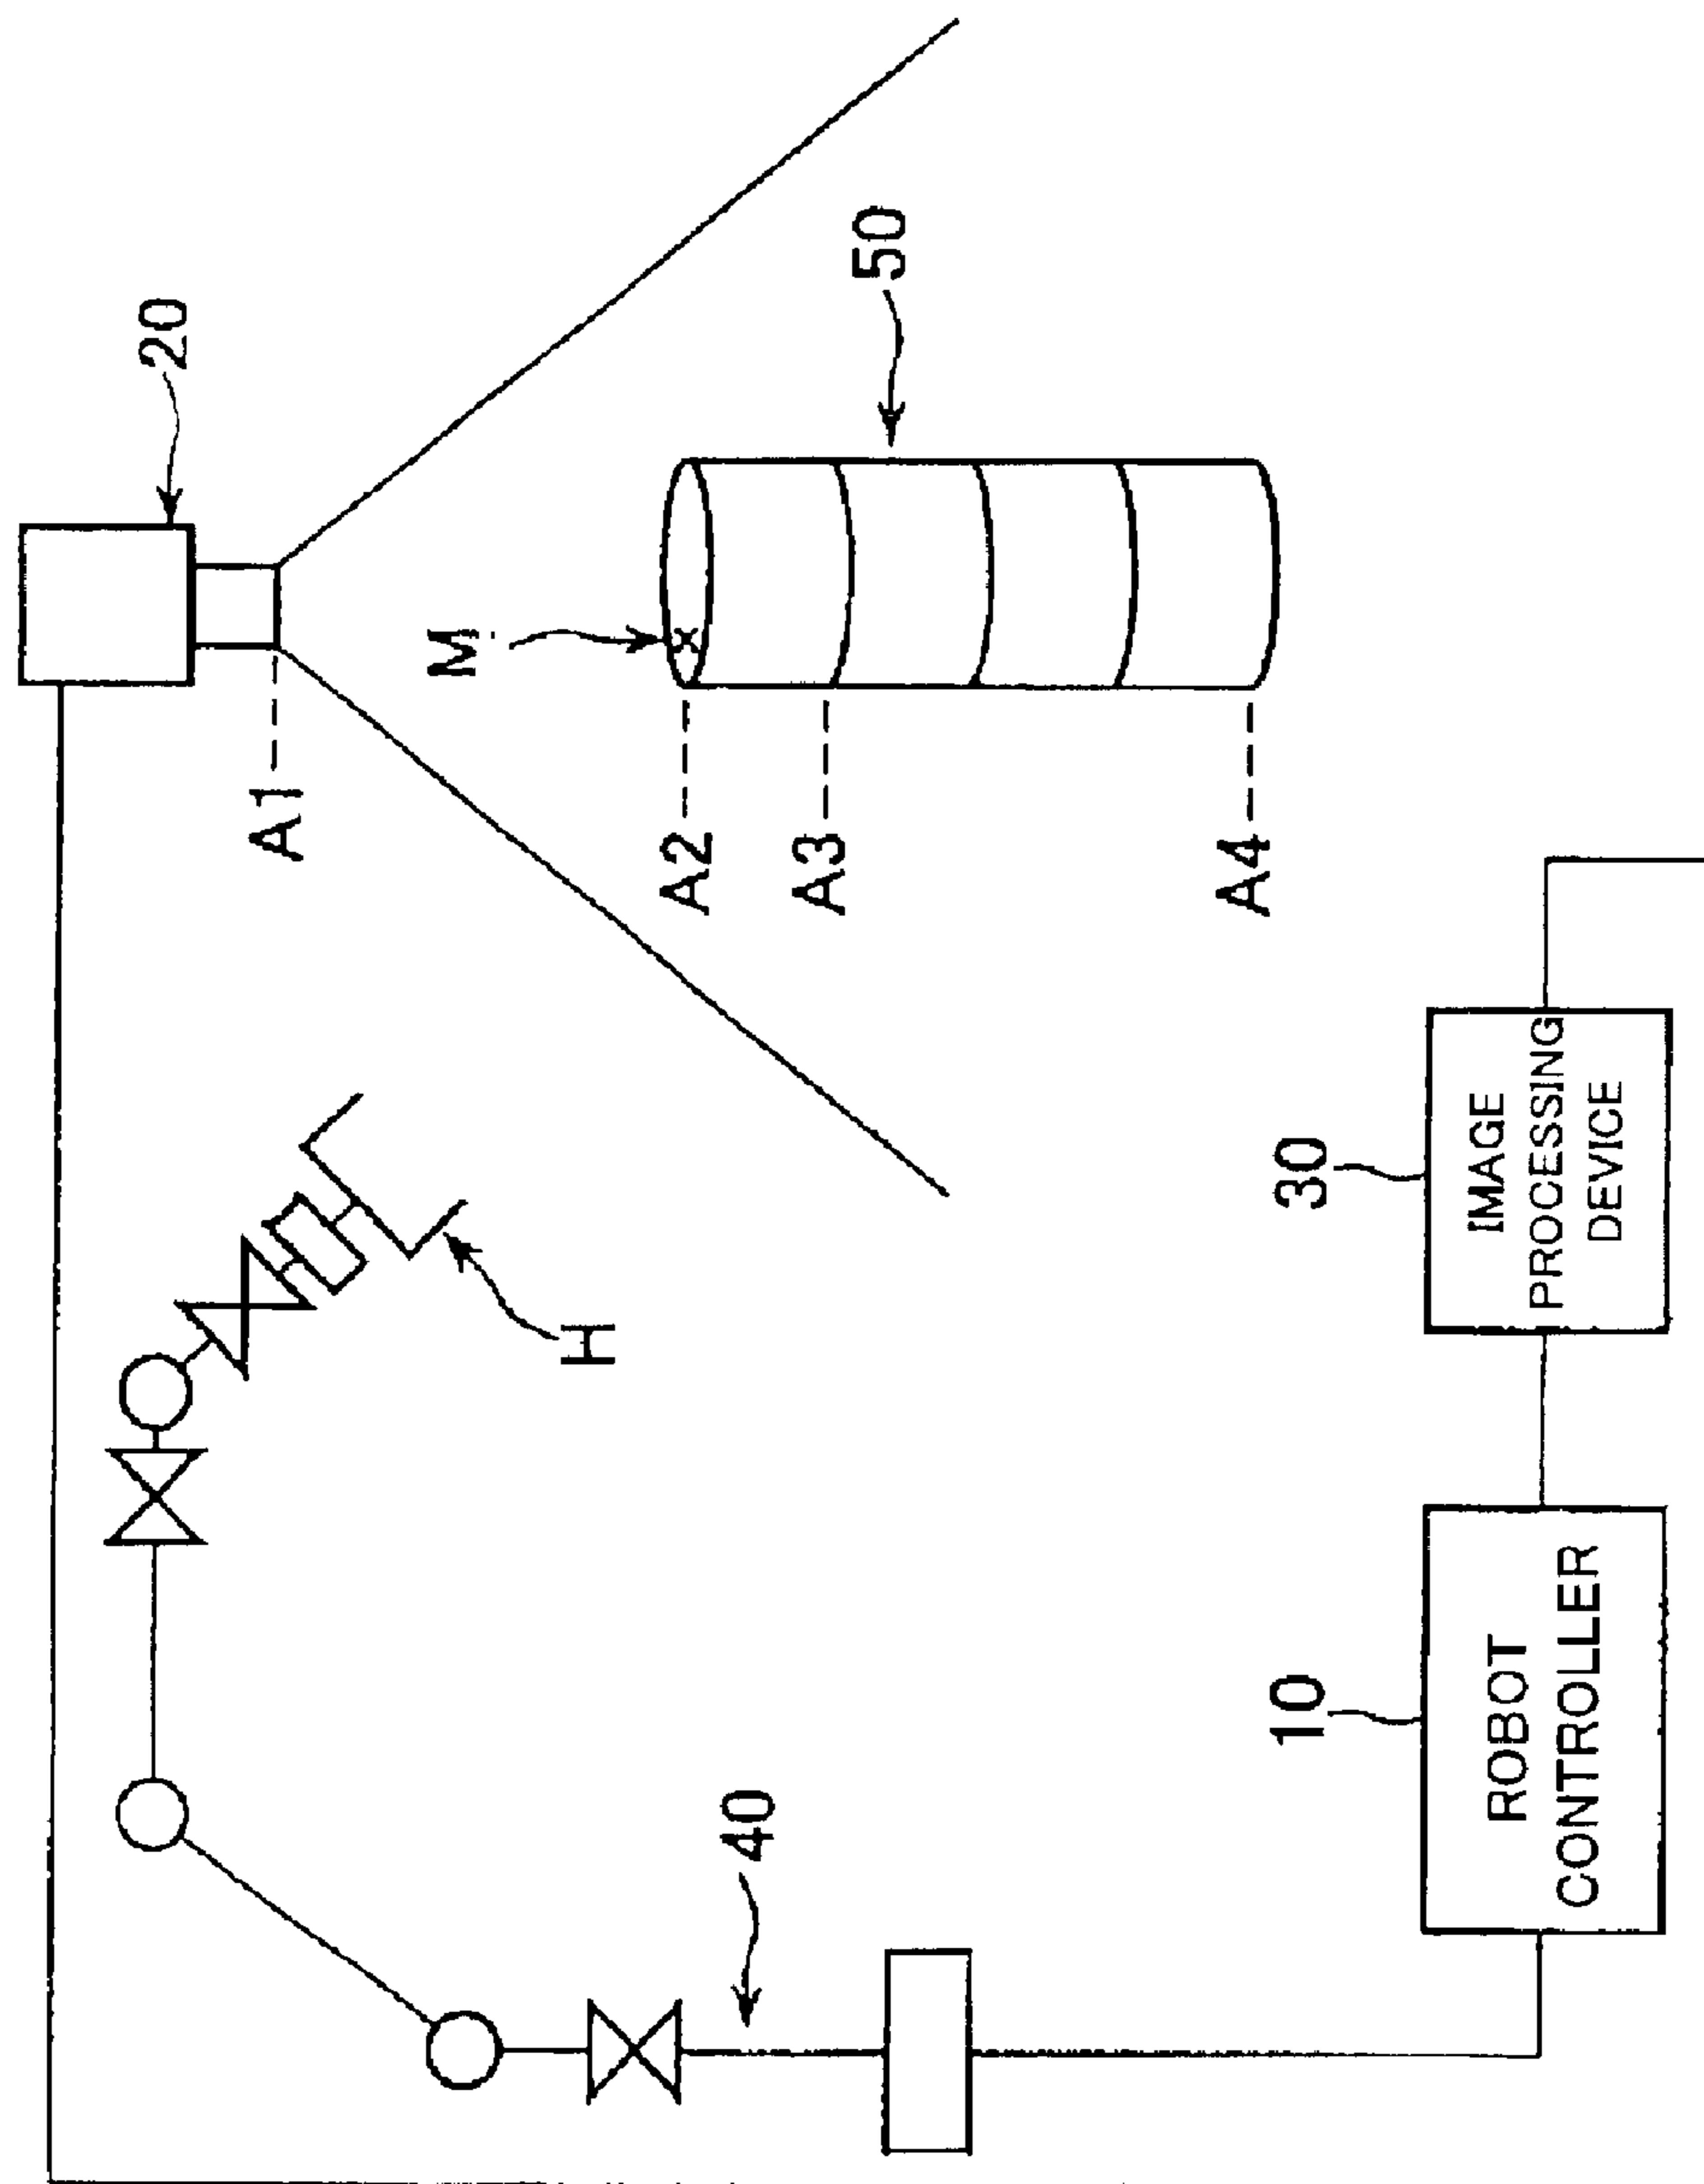 20
A1
M
50
A2
A3
A4
H
40
30
IMAGE
PROCESSING
DEVICE
10
ROBOT
CONTROLLER